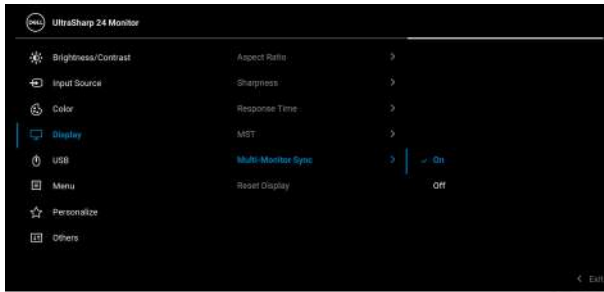 DELL UltraSharp 24 Monitor
Brightness/Contrast Aspect Ratio
Input Source Sharpness
Color Response Time
Display MST
USB Multi-Monitor Sync On
Menu Reset Display Off
Personalize
Others
Exit